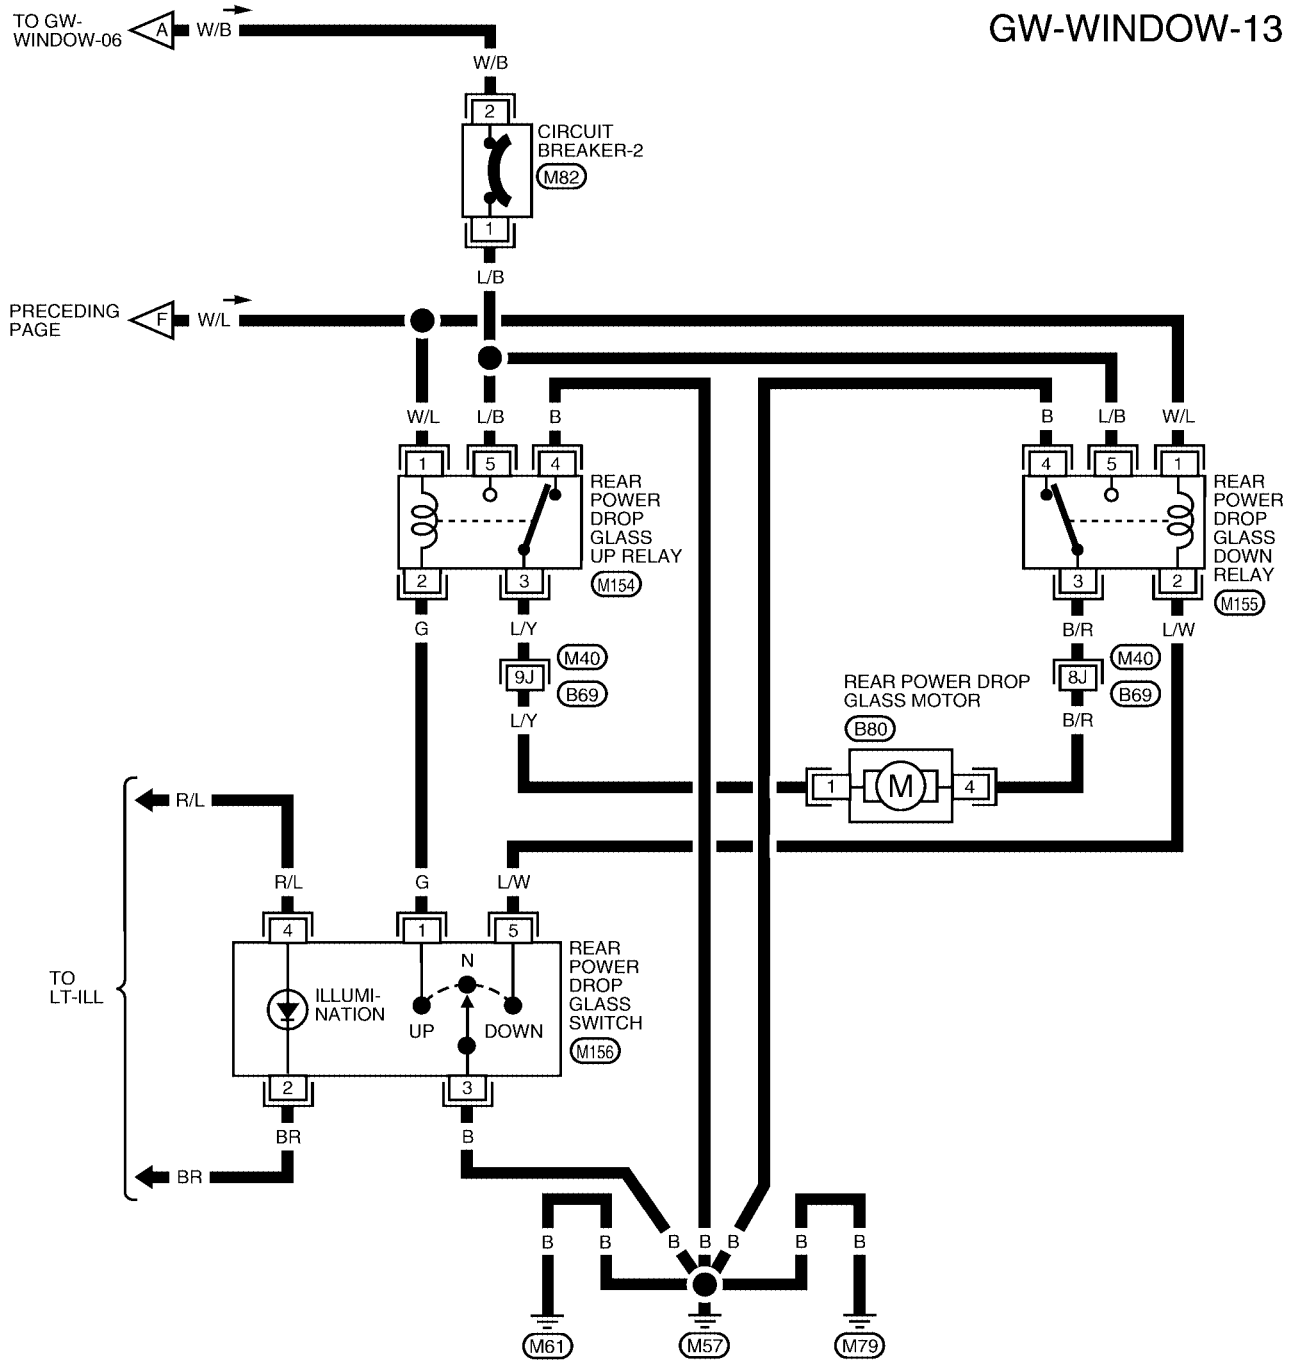 GW-WINDOW-13
TO GW-
WINDOW-06
A
W/B
W/B
2
CIRCUIT
BREAKER-2
M82
1
L/B
PRECEDING
PAGE
F
W/L
W/L
L/B
B
B
L/B
W/L
1
5
4
4
5
1
REAR
POWER
DROP
GLASS
UP RELAY
M154
REAR
POWER
DROP
GLASS
DOWN
RELAY
M155
2
3
3
2
G
L/Y
B/R
L/W
9J
M40
B69
8J
M40
B69
L/Y
B/R
REAR POWER DROP
GLASS MOTOR
B80
1
M
4
R/L
R/L
G
L/W
4
1
5
REAR
POWER
DROP
GLASS
SWITCH
M156
TO
LT-ILL
ILLUMI-
NATION
N
UP
DOWN
2
3
BR
B
BR
B
B
B
B
B
B
B
M61
M57
M79